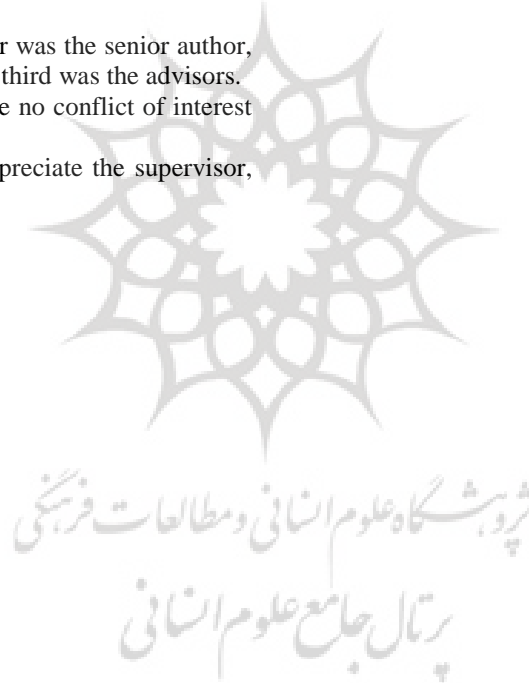 r was the senior author,
third was the advisors.
e no conflict of interest
preciate the supervisor,
پژوهشگاه علوم انسانی و مطالعات فرهنگی
پرتال جامع علوم انسانی